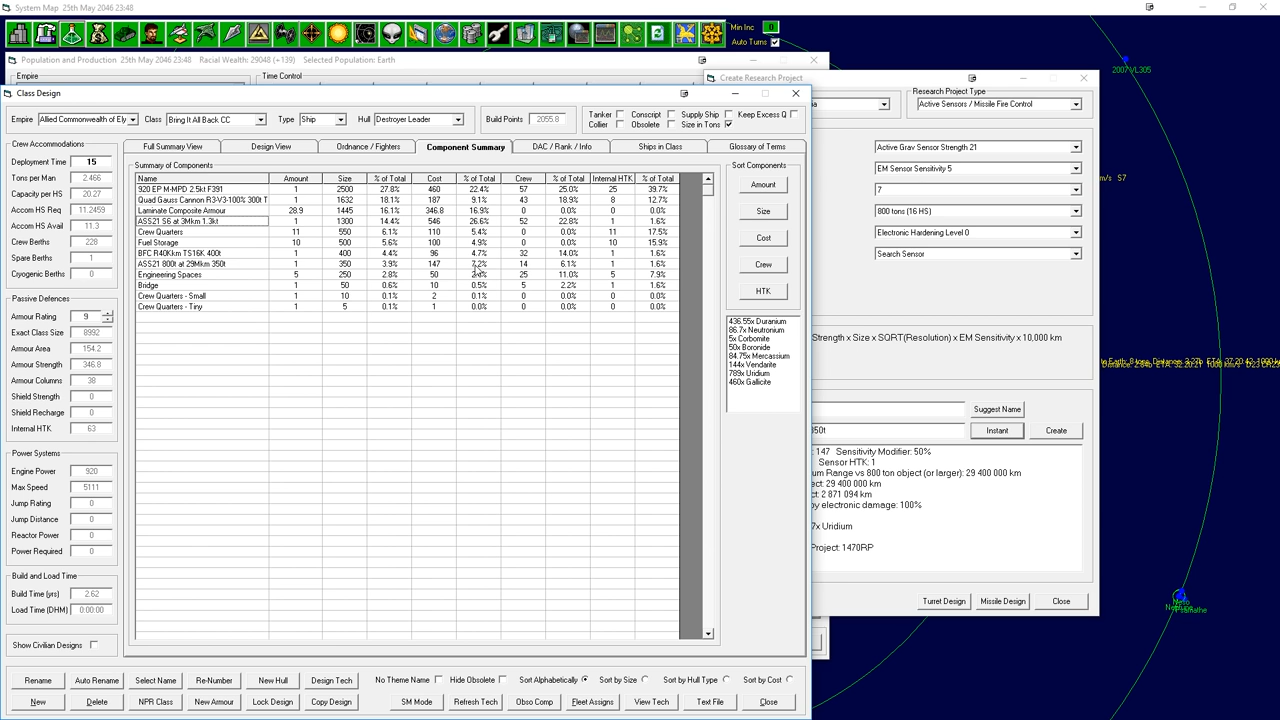 System Map 25th May 2046 23:48
Min Inc 0
Auto Turns
Population and Production 25th May 2046 23:48 Racial Wealth: 29048 (+139) Selected Population: Earth
Empire
Time Control
2007 VL305
Class Design
Empire Allied Commonwealth of Ely Class Bring It All Back CC Type Ship Hull Destroyer Leader Build Points 2055.8
Tanker Conscript Supply Ship Keep Excess Q
Collier Obsolete Size in Tons
Full Summary View Design View Ordnance / Fighters Component Summary DAC / Rank / Info Ships in Class Glossary of Terms
Crew Accommodations
Deployment Time 15
Tons per Man 2.466
Capacity per HS 20.27
Accom HS Req 11.2459
Accom HS Avail 11.3
Crew Berths 228
Spare Berths 1
Cryogenic Berths 0
Passive Defences
Armour Rating 9
Exact Class Size 8992
Armour Area 154.2
Armour Strength 346.8
Armour Columns 38
Shield Strength 0
Shield Recharge 0
Internal HTK 63
Power Systems
Engine Power 920
Max Speed 5111
Jump Rating 0
Jump Distance 0
Reactor Power 0
Power Required 0
Build and Load Time
Build Time (yrs) 2.62
Load Time (DHM) 0:00:00
Show Civilian Designs
Summary of Components
Name Amount Size % of Total Cost % of Total Crew % of Total Internal HTK % of Total
920 EP M-MPD 2.5kt F391 1 2500 27.8% 460 22.4% 57 25.0% 25 39.7%
Quad Gauss Cannon R3-V3-100% 300t T 1 1632 18.1% 187 9.1% 43 18.9% 8 12.7%
Laminate Composite Armour 28.9 1445 16.1% 346.8 16.9% 0 0.0% 0 0.0%
ASS21 S6 at 3Mkm 1.3kt 1 1300 14.4% 546 26.6% 52 22.8% 1 1.6%
Crew Quarters 11 550 6.1% 110 5.4% 0 0.0% 11 17.5%
Fuel Storage 10 500 5.6% 100 4.9% 0 0.0% 10 15.9%
BFC R40Kkm TS16K 400t 1 400 4.4% 96 4.7% 32 14.0% 1 1.6%
ASS21 800t at 29Mkm 350t 1 350 3.9% 147 7.2% 14 6.1% 1 1.6%
Engineering Spaces 5 250 2.8% 50 25 11.0% 5 7.9%
Bridge 1 50 0.6% 10 0.5% 5 2.2% 1 1.6%
Crew Quarters - Small 1 10 0.1% 2 0.1% 0 0.0% 0 0.0%
Crew Quarters - Tiny 1 5 0.1% 1 0.0% 0 0.0% 0 0.0%
Sort Components
Amount
Size
Cost
Crew
HTK
436.55x Duranium
86.7x Neutronium
5x Corbomite
50x Boronide
84.75x Mercassium
144x Vendarite
789x Uridium
460x Gallicite
Rename Auto Rename Select Name Re-Number New Hull Design Tech No Theme Name Hide Obsolete Sort Alphabetically Sort by Size Sort by Hull Type Sort by Cost
New Delete NPR Class New Armour Lock Design Copy Design SM Mode Refresh Tech Obso Comp Fleet Assigns View Tech Text File Close
Create Research Project
Research Project Type
Active Sensors / Missile Fire Control
Active Grav Sensor Strength 21
EM Sensor Sensitivity 5
7
800 tons (16 HS)
Electronic Hardening Level 0
Search Sensor
Strength x Size x SQRT(Resolution) x EM Sensitivity x 10,000 km
Suggest Name
350t Instant Create
: 147 Sensitivity Modifier: 50%
Sensor HTK: 1
um Range vs 800 ton object (or larger): 29 400 000 km
ect: 29 400 000 km
ct: 2 871 094 km
by electronic damage: 100%
7x Uridium
Project: 1470RP
Turret Design Missile Design Close
m/s S7